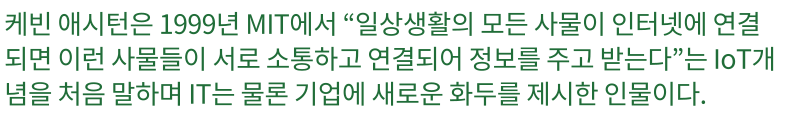 케빈 애시턴은 1999년 MIT에서 “일상생활의 모든 사물이 인터넷에 연결
되면 이런 사물들이 서로 소통하고 연결되어 정보를 주고 받는다”는 IoT개
념을 처음 말하며 IT는 물론 기업에 새로운 화두를 제시한 인물이다.